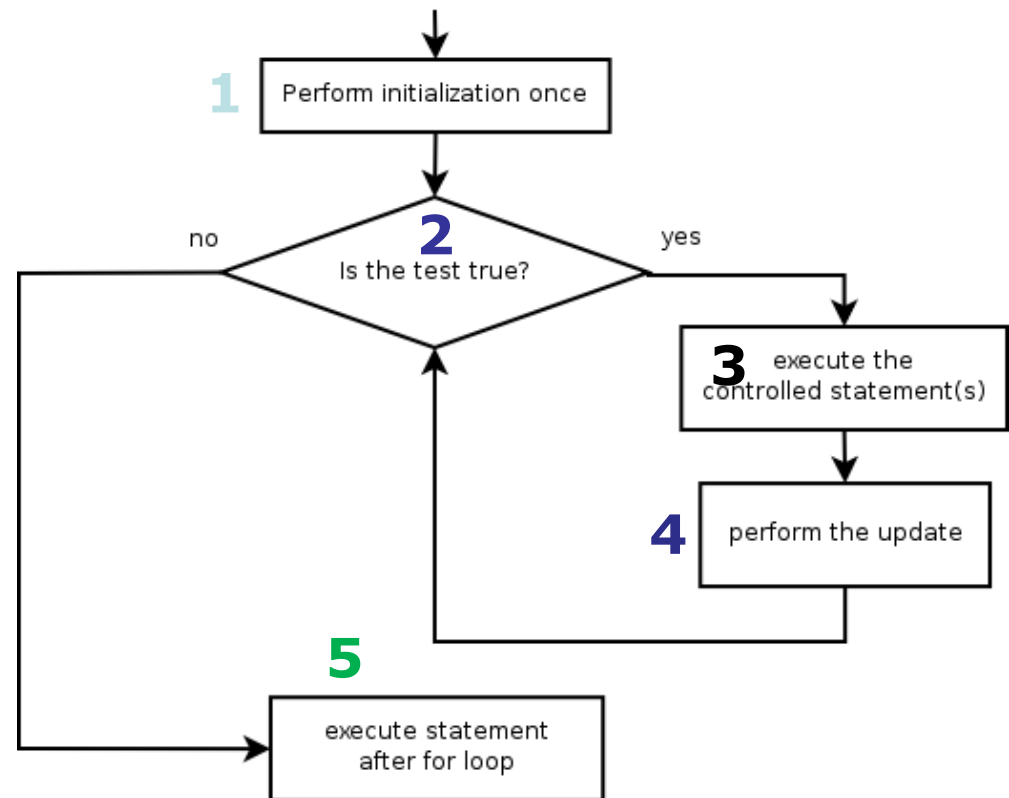 1
Perform initialization once
2
no
yes
Is the test true?
3
execute the
controlled statement(s)
4
perform the update
5
execute statement
after for loop